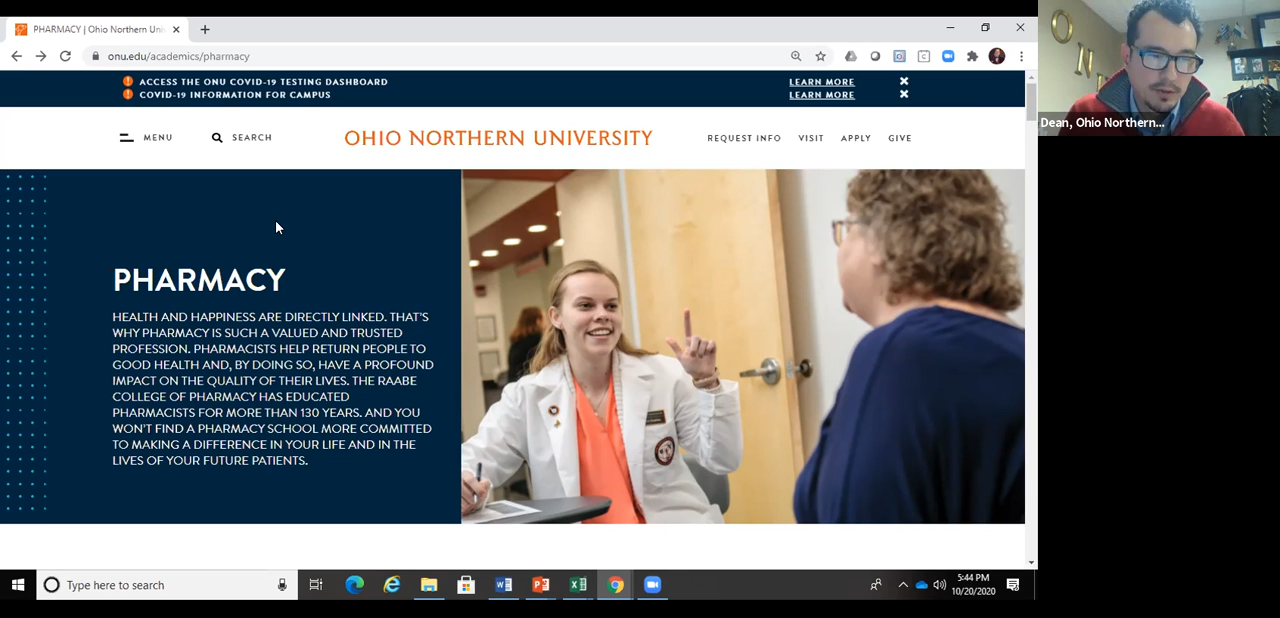 PHARMACY | Ohio Northern Uni
onu.edu/academics/pharmacy
ACCESS THE ONU COVID-19 TESTING DASHBOARD
LEARN MORE
COVID-19 INFORMATION FOR CAMPUS
LEARN MORE
MENU
SEARCH
OHIO NORTHERN UNIVERSITY
REQUEST INFO
VISIT
APPLY
GIVE
PHARMACY
HEALTH AND HAPPINESS ARE DIRECTLY LINKED. THAT'S
WHY PHARMACY IS SUCH A VALUED AND TRUSTED
PROFESSION. PHARMACISTS HELP RETURN PEOPLE TO
GOOD HEALTH AND, BY DOING SO, HAVE A PROFOUND
IMPACT ON THE QUALITY OF THEIR LIVES. THE RAABE
COLLEGE OF PHARMACY HAS EDUCATED
PHARMACISTS FOR MORE THAN 130 YEARS. AND YOU
WON'T FIND A PHARMACY SCHOOL MORE COMMITTED
TO MAKING A DIFFERENCE IN YOUR LIFE AND IN THE
LIVES OF YOUR FUTURE PATIENTS.
O
N
Dean, Ohio Northern...
Type here to search
5:44 PM
10/20/2020